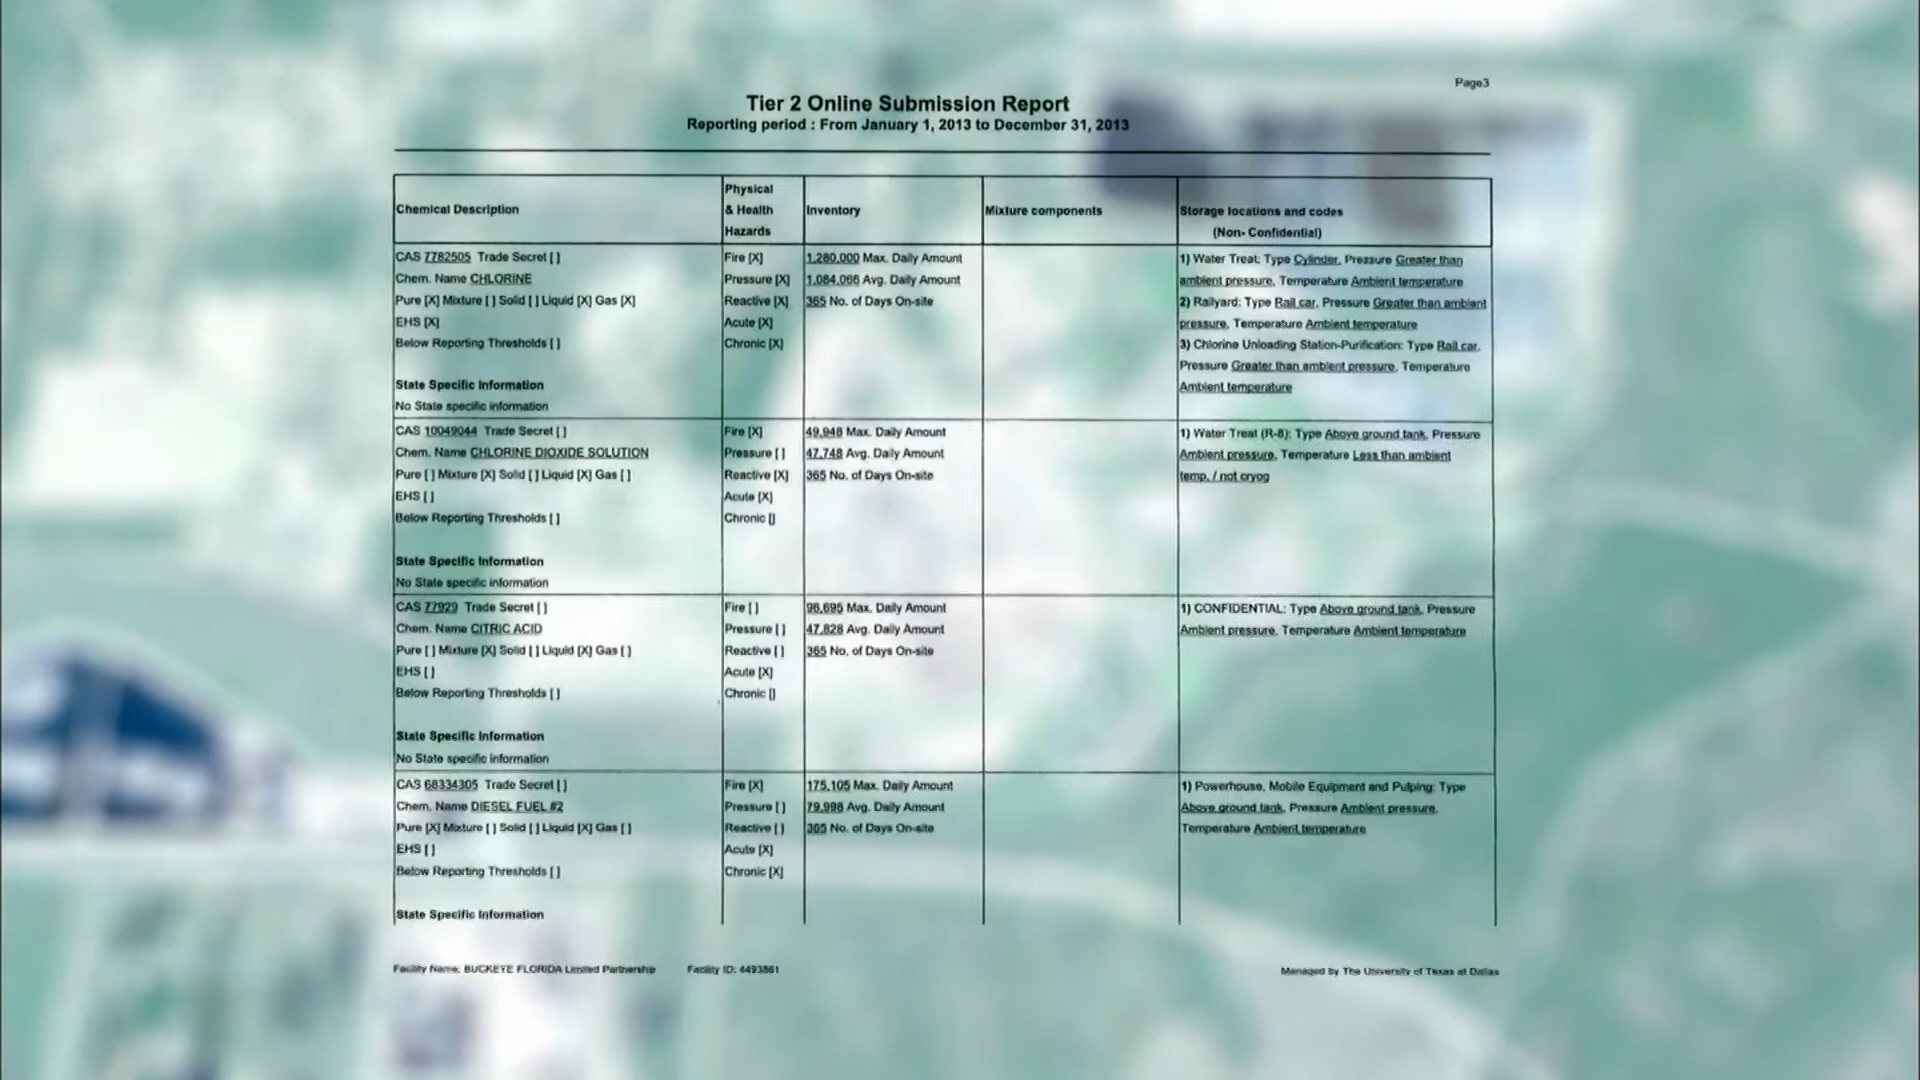 Page3
Tier 2 Online Submission Report
Reporting period : From January 1, 2013 to December 31, 2013
Chemical Description
Physical
& Health
Hazards
Inventory
Mixture components
Storage locations and codes
(Non- Confidential)
CAS 7782505 Trade Secret [ ]
Chem. Name CHLORINE
Pure [X] Mixture [ ] Solid [ ] Liquid [X] Gas [X]
EHS [X]
Below Reporting Thresholds [ ]
State Specific Information
No State specific information
Fire [X]
Pressure [X]
Reactive [X]
Acute [X]
Chronic [X]
1,280,000 Max. Daily Amount
1,084,066 Avg. Daily Amount
365 No. of Days On-site
1) Water Treat: Type Cylinder, Pressure Greater than
ambient pressure, Temperature Ambient temperature
2) Railyard: Type Rail car, Pressure Greater than ambient
pressure, Temperature Ambient temperature
3) Chlorine Unloading Station-Purification: Type Rail car,
Pressure Greater than ambient pressure, Temperature
Ambient temperature
CAS 10049044 Trade Secret [ ]
Chem. Name CHLORINE DIOXIDE SOLUTION
Pure [ ] Mixture [X] Solid [ ] Liquid [X] Gas [ ]
EHS [ ]
Below Reporting Thresholds [ ]
State Specific Information
No State specific information
Fire [X]
Pressure [ ]
Reactive [X]
Acute [X]
Chronic []
49,948 Max. Daily Amount
47,748 Avg. Daily Amount
365 No. of Days On-site
1) Water Treat (R-8): Type Above ground tank, Pressure
Ambient pressure, Temperature Less than ambient
temp. / not cryog
CAS 77929 Trade Secret [ ]
Chem. Name CITRIC ACID
Pure [ ] Mixture [X] Solid [ ] Liquid [X] Gas [ ]
EHS [ ]
Below Reporting Thresholds [ ]
State Specific Information
No State specific information
Fire [ ]
Pressure [ ]
Reactive [ ]
Acute [X]
Chronic []
96,695 Max. Daily Amount
47,828 Avg. Daily Amount
365 No. of Days On-site
1) CONFIDENTIAL: Type Above ground tank, Pressure
Ambient pressure, Temperature Ambient temperature
CAS 68334305 Trade Secret [ ]
Chem. Name DIESEL FUEL #2
Pure [X] Mixture [ ] Solid [ ] Liquid [X] Gas [ ]
EHS [ ]
Below Reporting Thresholds [ ]
State Specific Information
Fire [X]
Pressure [ ]
Reactive [ ]
Acute [X]
Chronic [X]
175,105 Max. Daily Amount
79,998 Avg. Daily Amount
365 No. of Days On-site
1) Powerhouse, Mobile Equipment and Pulping: Type
Above ground tank, Pressure Ambient pressure,
Temperature Ambient temperature
Facility Name: BUCKEYE FLORIDA Limited Partnership
Facility ID: 4493861
Managed by The University of Texas at Dallas